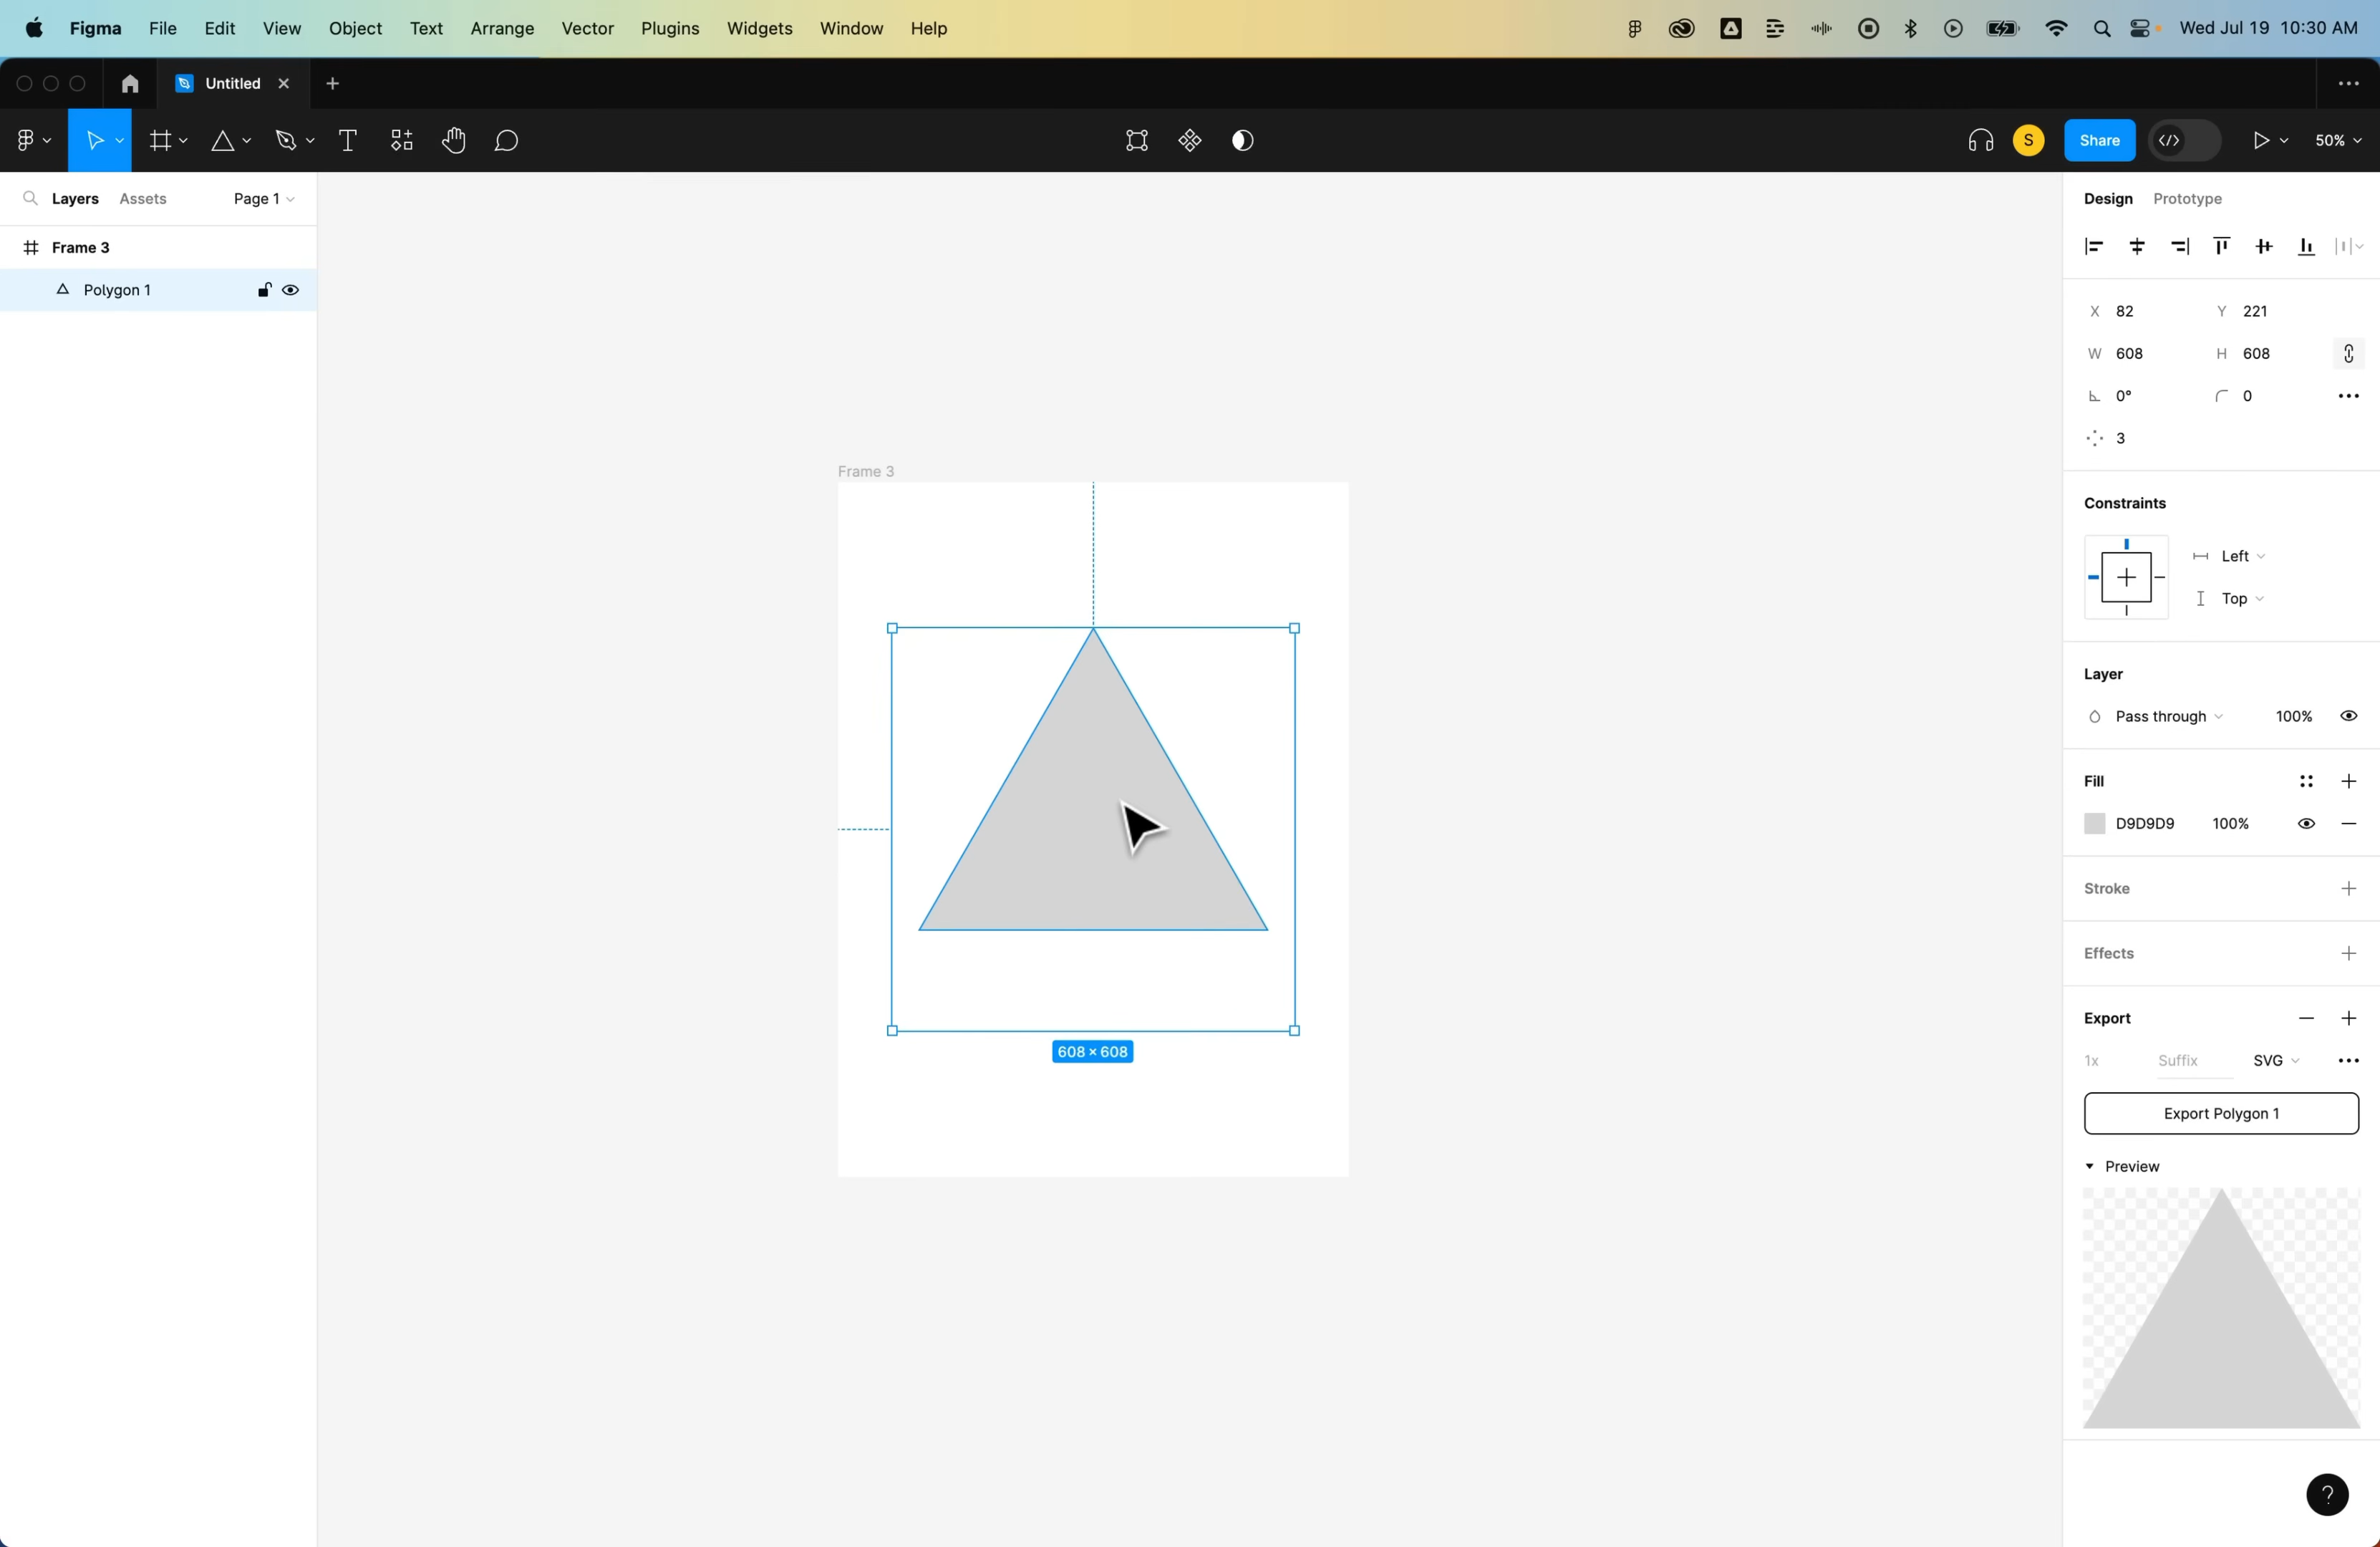 Figma File Edit View Object Text Arrange Vector Plugins Widgets Window Help Wed Jul 19 10:30 AM
Untitled
S Share 50%
Layers Assets Page 1
Frame 3
Polygon 1
Design Prototype
X 82 Y 221
W 608 H 608
0° 0
3
Constraints
Left
Top
Layer
Pass through 100%
Fill
D9D9D9 100%
Stroke
Effects
Export
1x Suffix SVG
Export Polygon 1
Preview
?
Frame 3
608 × 608